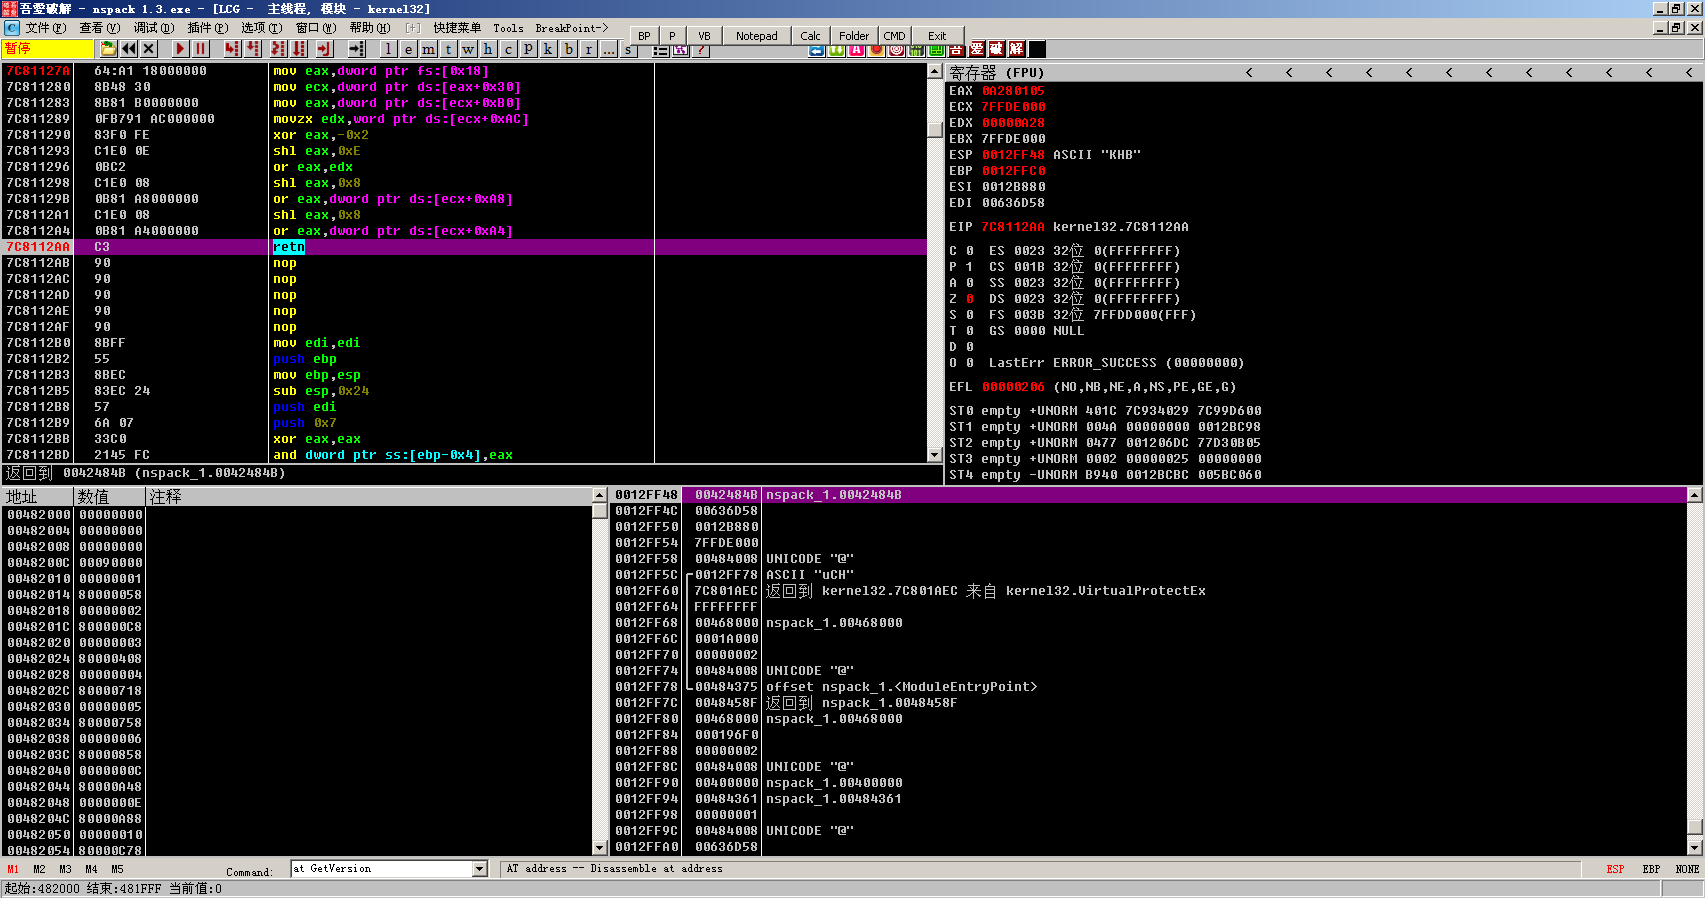 吾爱破解 - nspack 1.3.exe - [LCG -  主线程, 模块 - kernel32]
文件(F) 查看(V) 调试(D) 插件(P) 选项(T) 窗口(W) 帮助(H) [+] 快捷菜单 Tools BreakPoint->
BP P VB Notepad Calc Folder CMD Exit
暂停 l e m t w h c p k b r ... s 吾 爱 破 解
7C81127A 64:A1 18000000 mov eax,dword ptr fs:[0x18]
7C811280 8B48 30 mov ecx,dword ptr ds:[eax+0x30]
7C811283 8B81 B0000000 mov eax,dword ptr ds:[ecx+0xB0]
7C811289 0FB791 AC000000 movzx edx,word ptr ds:[ecx+0xAC]
7C811290 83F0 FE xor eax,-0x2
7C811293 C1E0 0E shl eax,0xE
7C811296 0BC2 or eax,edx
7C811298 C1E0 08 shl eax,0x8
7C81129B 0B81 A8000000 or eax,dword ptr ds:[ecx+0xA8]
7C8112A1 C1E0 08 shl eax,0x8
7C8112A4 0B81 A4000000 or eax,dword ptr ds:[ecx+0xA4]
7C8112AA C3 retn
7C8112AB 90 nop
7C8112AC 90 nop
7C8112AD 90 nop
7C8112AE 90 nop
7C8112AF 90 nop
7C8112B0 8BFF mov edi,edi
7C8112B2 55 push ebp
7C8112B3 8BEC mov ebp,esp
7C8112B5 83EC 24 sub esp,0x24
7C8112B8 57 push edi
7C8112B9 6A 07 push 0x7
7C8112BB 33C0 xor eax,eax
7C8112BD 2145 FC and dword ptr ss:[ebp-0x4],eax
返回到 0042484B (nspack_1.0042484B)
寄存器 (FPU) < < < < < < < < < < < <
EAX 0A280105
ECX 7FFDE000
EDX 00000A28
EBX 7FFDE000
ESP 0012FF48 ASCII "KHB"
EBP 0012FFC0
ESI 0012B880
EDI 00636D58
EIP 7C8112AA kernel32.7C8112AA
C 0 ES 0023 32位 0(FFFFFFFF)
P 1 CS 001B 32位 0(FFFFFFFF)
A 0 SS 0023 32位 0(FFFFFFFF)
Z 0 DS 0023 32位 0(FFFFFFFF)
S 0 FS 003B 32位 7FFDD000(FFF)
T 0 GS 0000 NULL
D 0
O 0 LastErr ERROR_SUCCESS (00000000)
EFL 00000206 (NO,NB,NE,A,NS,PE,GE,G)
ST0 empty +UNORM 401C 7C934029 7C99D600
ST1 empty +UNORM 004A 00000000 0012BC98
ST2 empty +UNORM 0477 001206DC 77D30B05
ST3 empty +UNORM 0002 00000025 00000000
ST4 empty -UNORM B940 0012BCBC 005BC060
地址 数值 注释
00482000 00000000
00482004 00000000
00482008 00000000
0048200C 00090000
00482010 00000001
00482014 80000058
00482018 00000002
0048201C 800000C8
00482020 00000003
00482024 80000408
00482028 00000004
0048202C 80000718
00482030 00000005
00482034 80000758
00482038 00000006
0048203C 80000858
00482040 0000000C
00482044 80000A48
00482048 0000000E
0048204C 80000A88
00482050 00000010
00482054 80000C78
0012FF48 0042484B nspack_1.0042484B
0012FF4C 00636D58
0012FF50 0012B880
0012FF54 7FFDE000
0012FF58 00484008 UNICODE "@"
0012FF5C 0012FF78 ASCII "uCH"
0012FF60 7C801AEC 返回到 kernel32.7C801AEC 来自 kernel32.VirtualProtectEx
0012FF64 FFFFFFFF
0012FF68 00468000 nspack_1.00468000
0012FF6C 0001A000
0012FF70 00000002
0012FF74 00484008 UNICODE "@"
0012FF78 00484375 offset nspack_1.<ModuleEntryPoint>
0012FF7C 0048458F 返回到 nspack_1.0048458F
0012FF80 00468000 nspack_1.00468000
0012FF84 000196F0
0012FF88 00000002
0012FF8C 00484008 UNICODE "@"
0012FF90 00400000 nspack_1.00400000
0012FF94 00484361 nspack_1.00484361
0012FF98 00000001
0012FF9C 00484008 UNICODE "@"
0012FFA0 00636D58
M1 M2 M3 M4 M5 Command: at GetVersion AT address -- Disassemble at address ESP EBP NONE
起始:482000 结束:481FFF 当前值:0